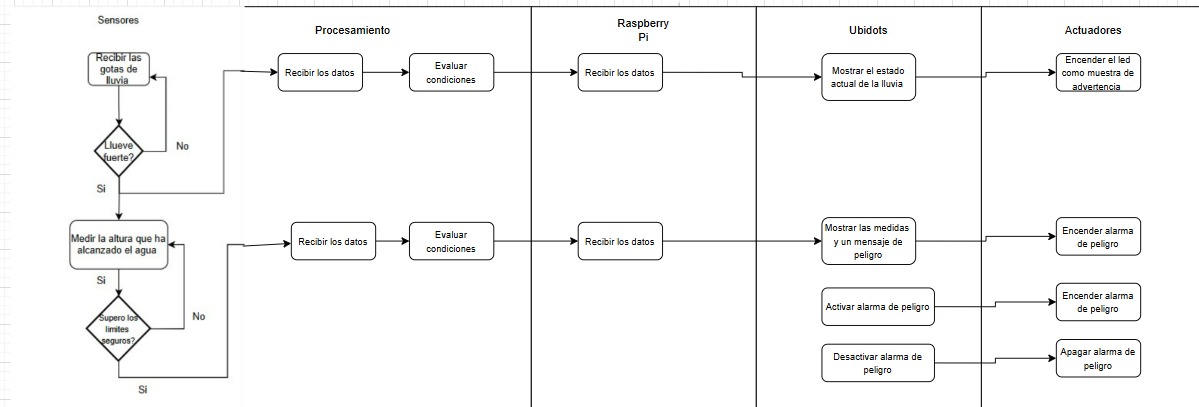 Sensores
Procesamiento
Raspberry
Pi
Ubidots
Actuadores
Recibir las
gotas de
lluvia
Recibir los datos
Evaluar
condiciones
Recibir los datos
Mostrar el estado
actual de la lluvia
Encender el led
como muestra de
advertencia
Llueve
fuerte?
No
Si
Medir la altura que ha
alcanzado el agua
Recibir los datos
Evaluar
condiciones
Recibir los datos
Mostrar las medidas
y un mensaje de
peligro
Encender alarma
de peligro
Si
Supero los
limites
seguros?
No
Si
Activar alarma de peligro
Encender alarma
de peligro
Desactivar alarma de
peligro
Apagar alarma de
peligro